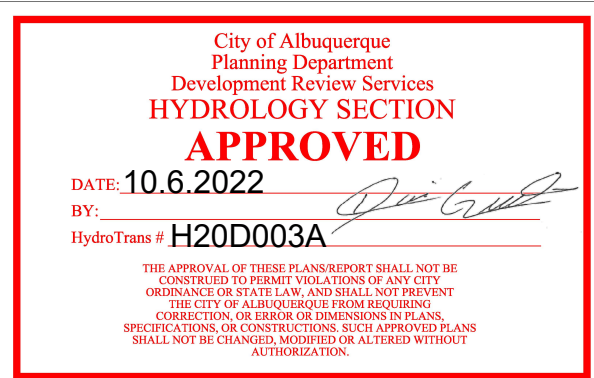 City of Albuquerque
Planning Department
Development Review Services
HYDROLOGY SECTION
APPROVED
DATE: 10.6.2022
BY:
HydroTrans # H20D003A
THE APPROVAL OF THESE PLANS/REPORT SHALL NOT BE
CONSTRUED TO PERMIT VIOLATIONS OF ANY CITY
ORDINANCE OR STATE LAW, AND SHALL NOT PREVENT
THE CITY OF ALBUQUERQUE FROM REQUIRING
CORRECTION, OR ERROR OR DIMENSIONS IN PLANS,
SPECIFICATIONS, OR CONSTRUCTIONS. SUCH APPROVED PLANS
SHALL NOT BE CHANGED, MODIFIED OR ALTERED WITHOUT
AUTHORIZATION.